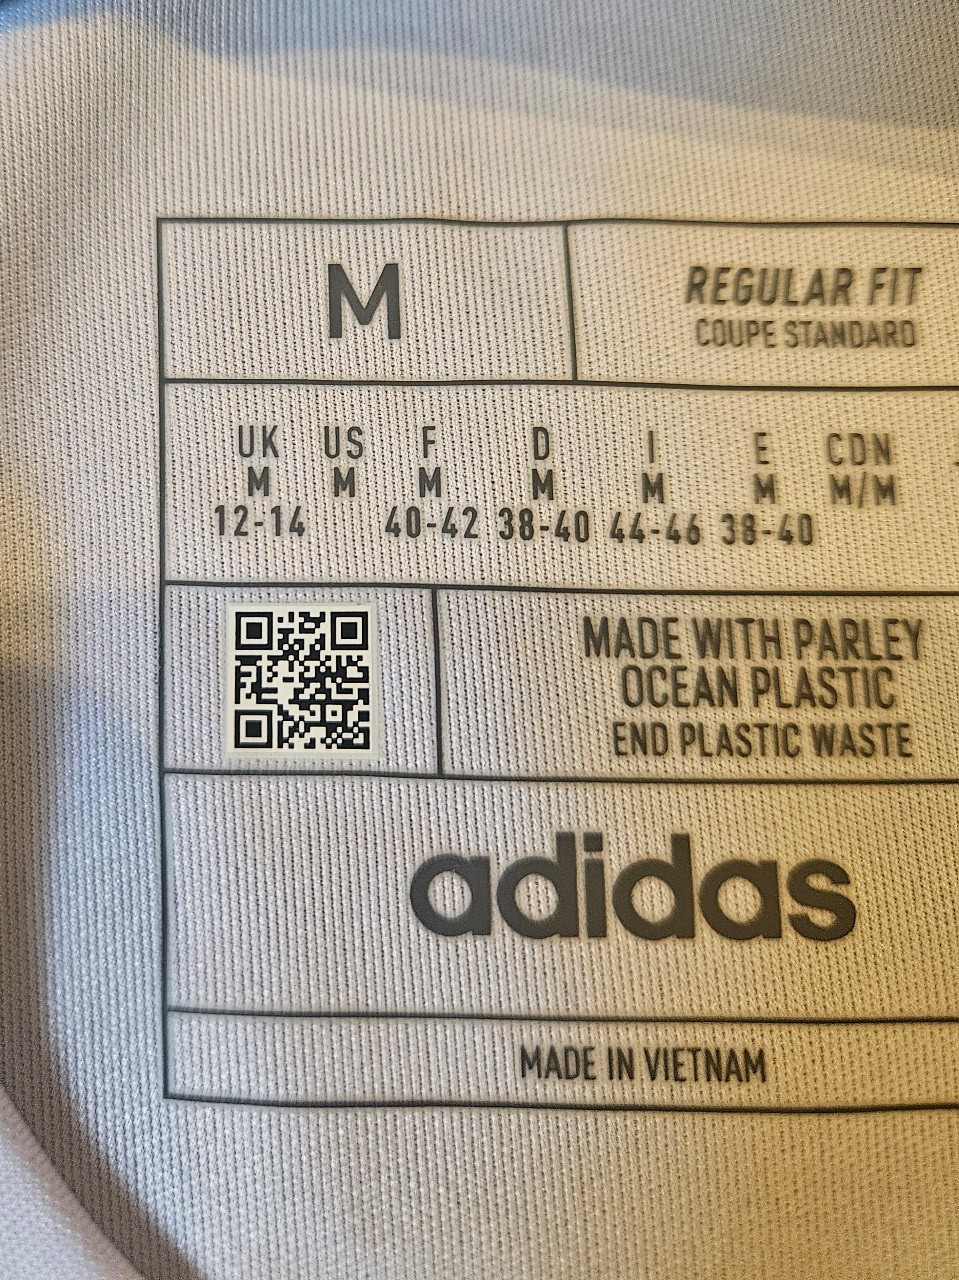 M
REGULAR FIT
COUPE STANDARD
UK US F D I E CDN
M M M M M M M/M
12-14 40-42 38-40 44-46 38-40
MADE WITH PARLEY
OCEAN PLASTIC
END PLASTIC WASTE
adidas
MADE IN VIETNAM